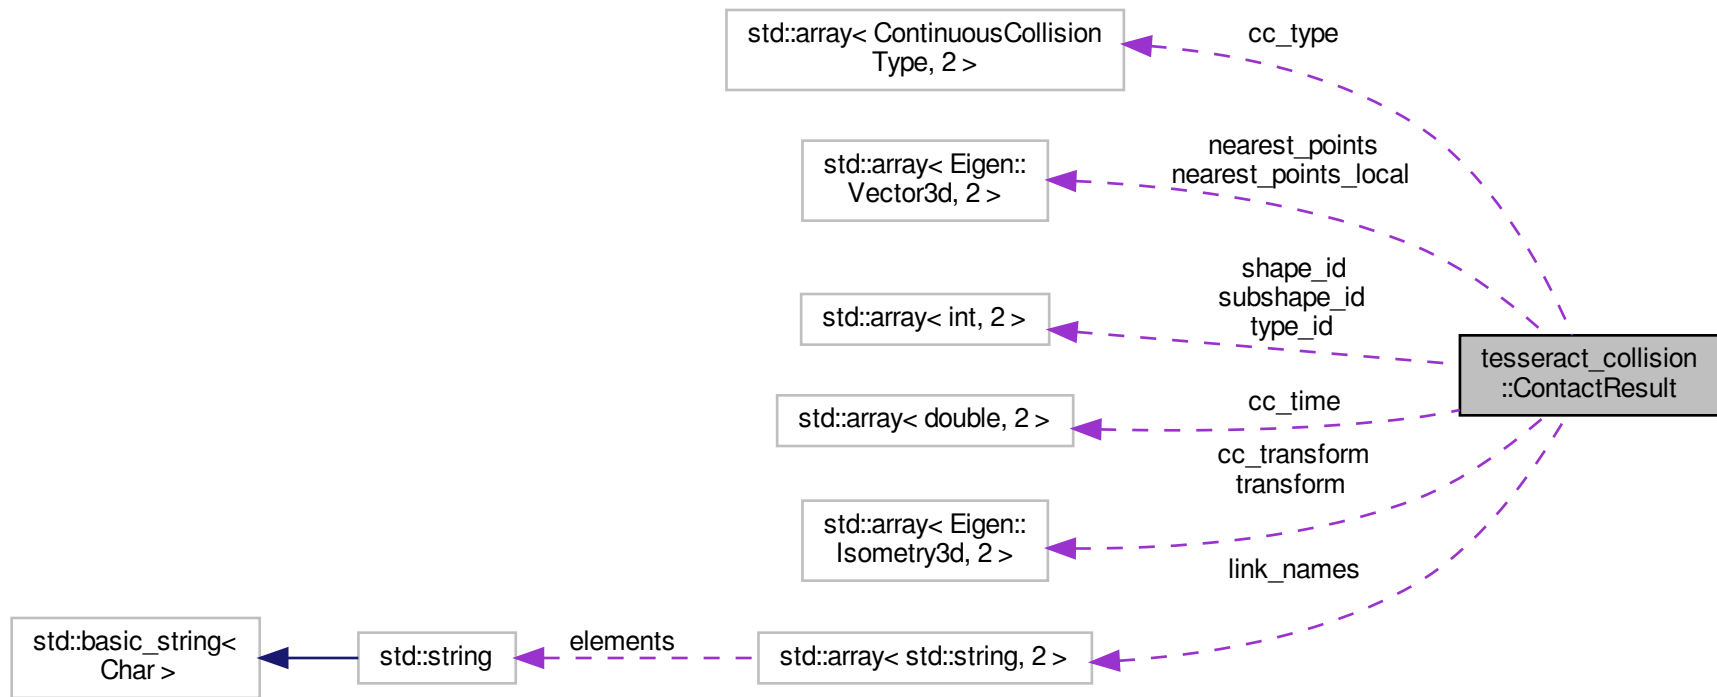 std::array< ContinuousCollision
Type, 2 >
cc_type
std::array< Eigen::
Vector3d, 2 >
nearest_points
nearest_points_local
std::array< int, 2 >
shape_id
subshape_id
type_id
tesseract_collision
::ContactResult
std::array< double, 2 >
cc_time
cc_transform
transform
std::array< Eigen::
Isometry3d, 2 >
link_names
std::basic_string<
Char >
std::string
elements
std::array< std::string, 2 >